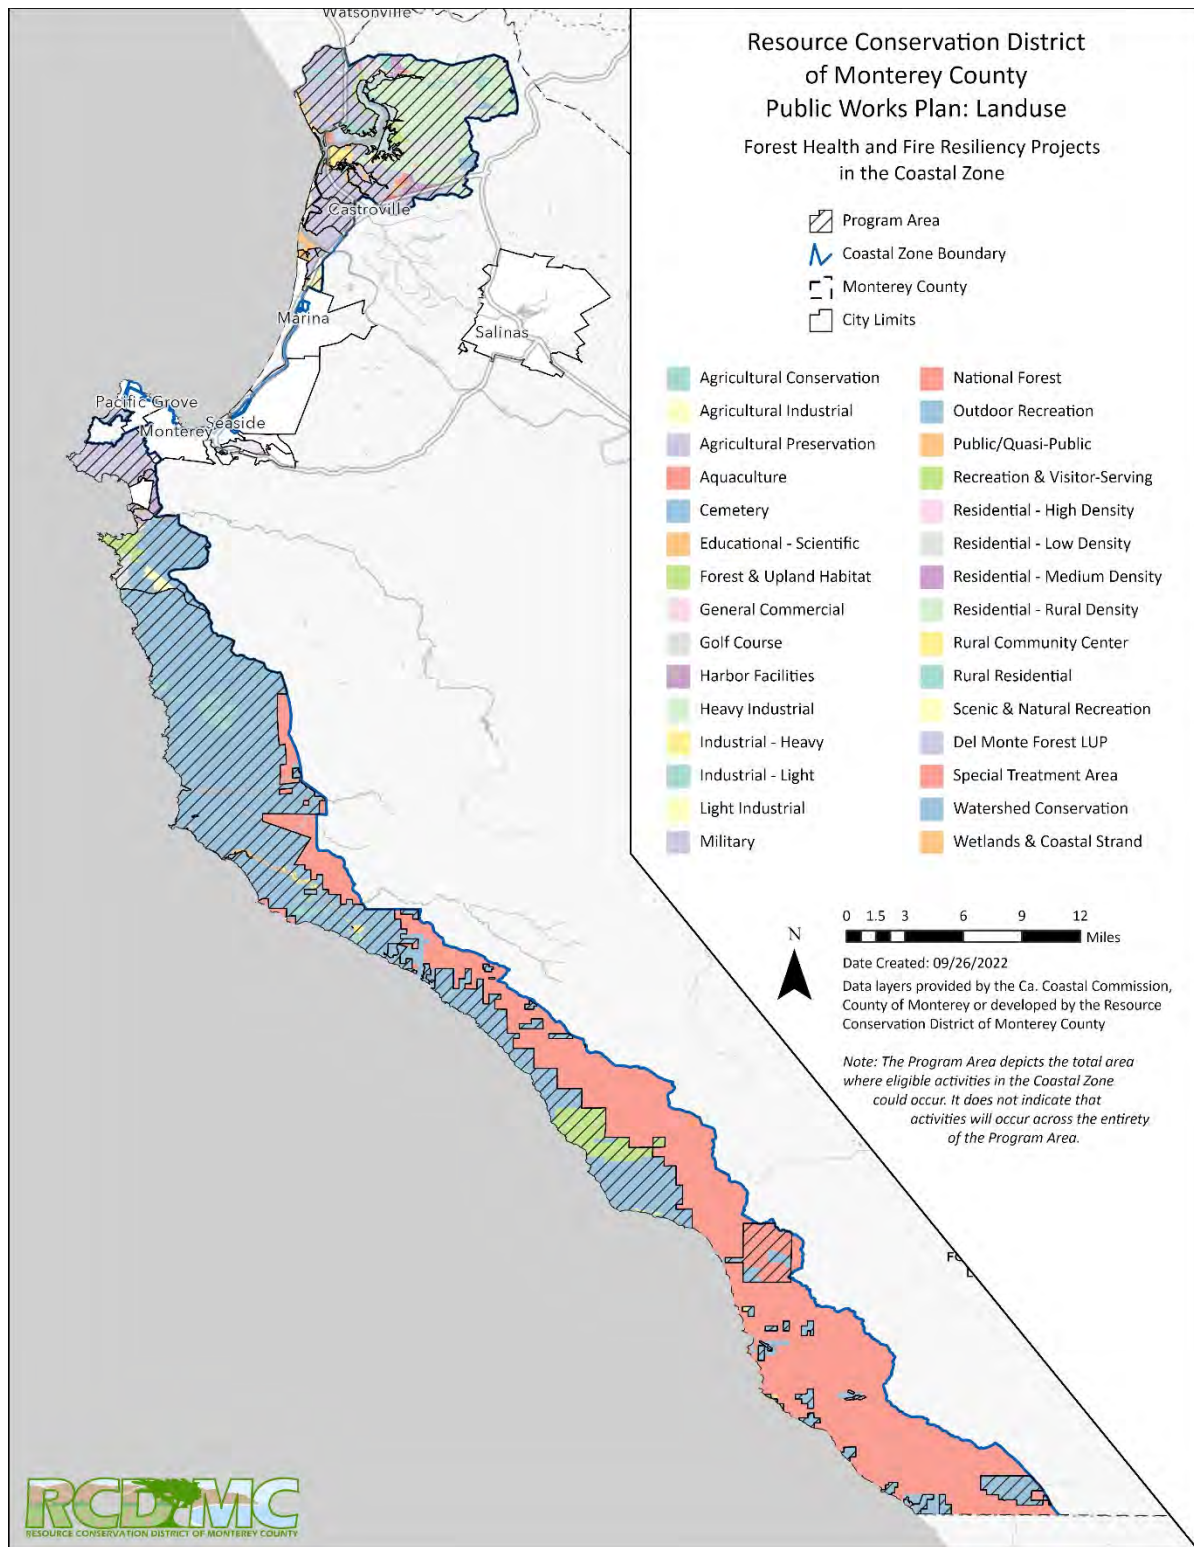 Watsonville
Resource Conservation District
of Monterey County
Public Works Plan: Landuse
Forest Health and Fire Resiliency Projects
in the Coastal Zone
Program Area
Coastal Zone Boundary
Monterey County
City Limits
Castroville
Marina
Salinas
Pacific Grove
Seaside
Monterey
Agricultural Conservation
Agricultural Industrial
Agricultural Preservation
Aquaculture
Cemetery
Educational - Scientific
Forest & Upland Habitat
General Commercial
Golf Course
Harbor Facilities
Heavy Industrial
Industrial - Heavy
Industrial - Light
Light Industrial
Military
National Forest
Outdoor Recreation
Public/Quasi-Public
Recreation & Visitor-Serving
Residential - High Density
Residential - Low Density
Residential - Medium Density
Residential - Rural Density
Rural Community Center
Rural Residential
Scenic & Natural Recreation
Del Monte Forest LUP
Special Treatment Area
Watershed Conservation
Wetlands & Coastal Strand
0 1.5 3 6 9 12
Miles
N
Date Created: 09/26/2022
Data layers provided by the Ca. Coastal Commission,
County of Monterey or developed by the Resource
Conservation District of Monterey County
Note: The Program Area depicts the total area
where eligible activities in the Coastal Zone
could occur. It does not indicate that
activities will occur across the entirety
of the Program Area.
RCDMC
RESOURCE CONSERVATION DISTRICT OF MONTEREY COUNTY